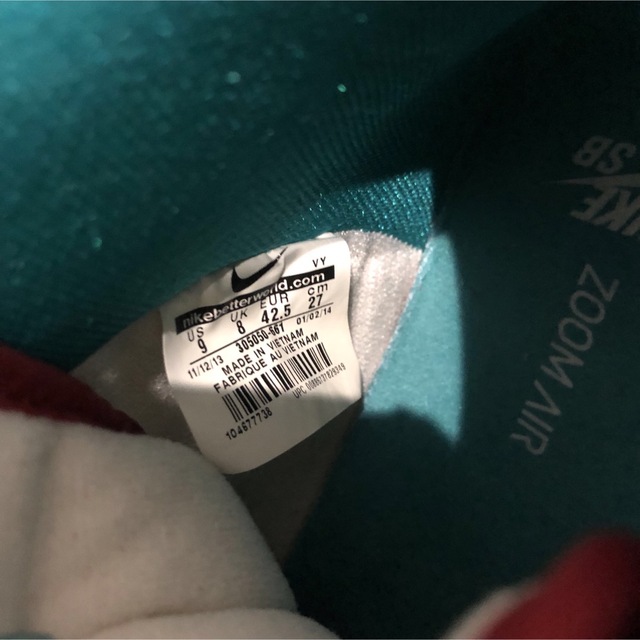 VY
nikebetterworld.com
US UK EUR cm
9 8 42.5 27
305050-561
11/12/13 01/02/14
MADE IN VIETNAM
FABRIQUE AU VIETNAM
104677738
NIKE
SB
ZOOM AIR